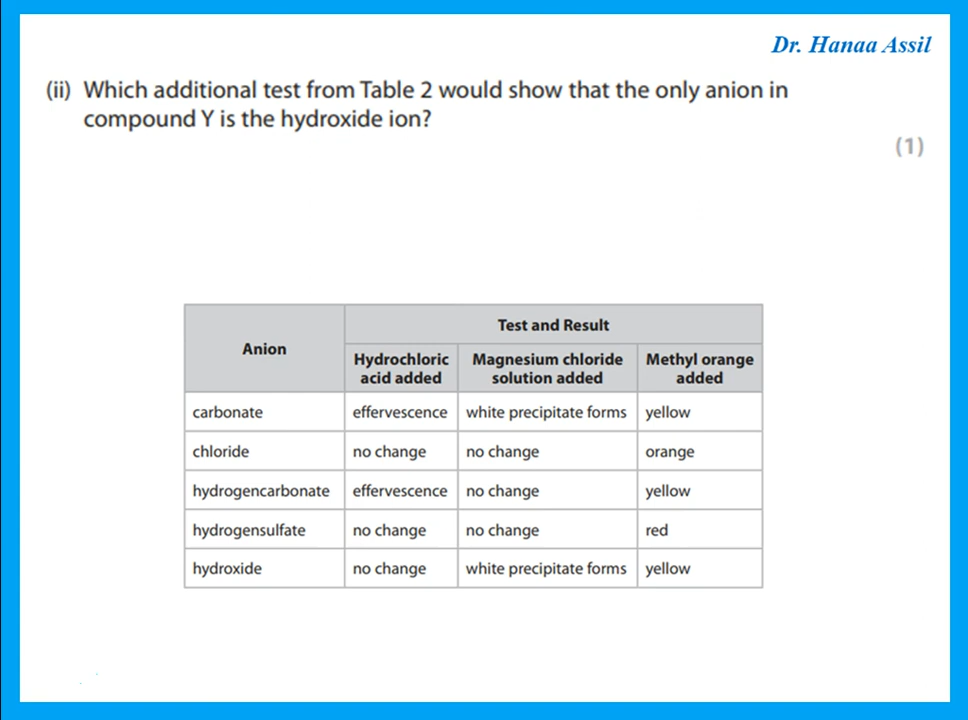 Dr. Hanaa Assil
(ii) Which additional test from Table 2 would show that the only anion in
compound Y is the hydroxide ion?
(1)
Anion
Test and Result
Hydrochloric acid added
Magnesium chloride solution added
Methyl orange added
carbonate effervescence white precipitate forms yellow
chloride no change no change orange
hydrogencarbonate effervescence no change yellow
hydrogensulfate no change no change red
hydroxide no change white precipitate forms yellow